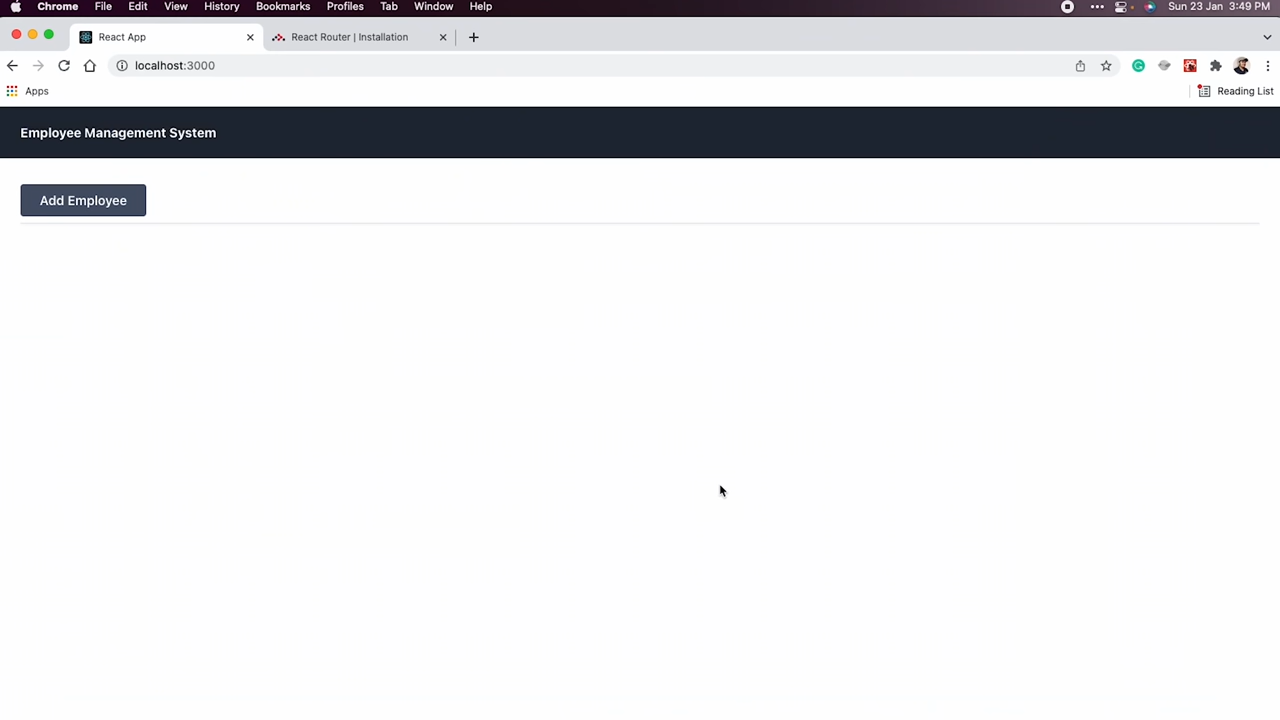 Chrome File Edit View History Bookmarks Profiles Tab Window Help Sun 23 Jan 3:49 PM
React App React Router | Installation
localhost:3000
Apps Reading List
Employee Management System
Add Employee